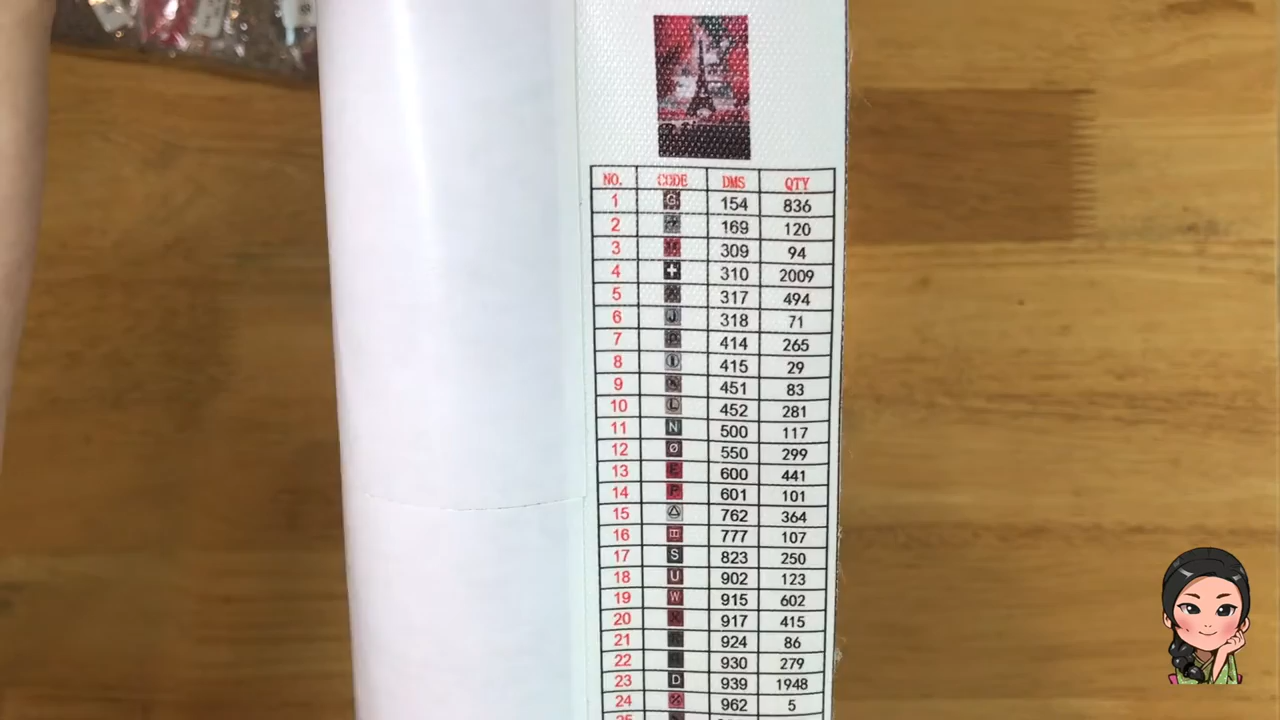 NO. CODE DMS QTY
1 G 154 836
2 169 120
3 309 94
4 + 310 2009
5 317 494
6 J 318 71
7 414 265
8 415 29
9 451 83
10 L 452 281
11 N 500 117
12 Ø 550 299
13 E 600 441
14 P 601 101
15 △ 762 364
16 777 107
17 S 823 250
18 U 902 123
19 W 915 602
20 X 917 415
21 924 86
22 930 279
23 D 939 1948
24 962 5